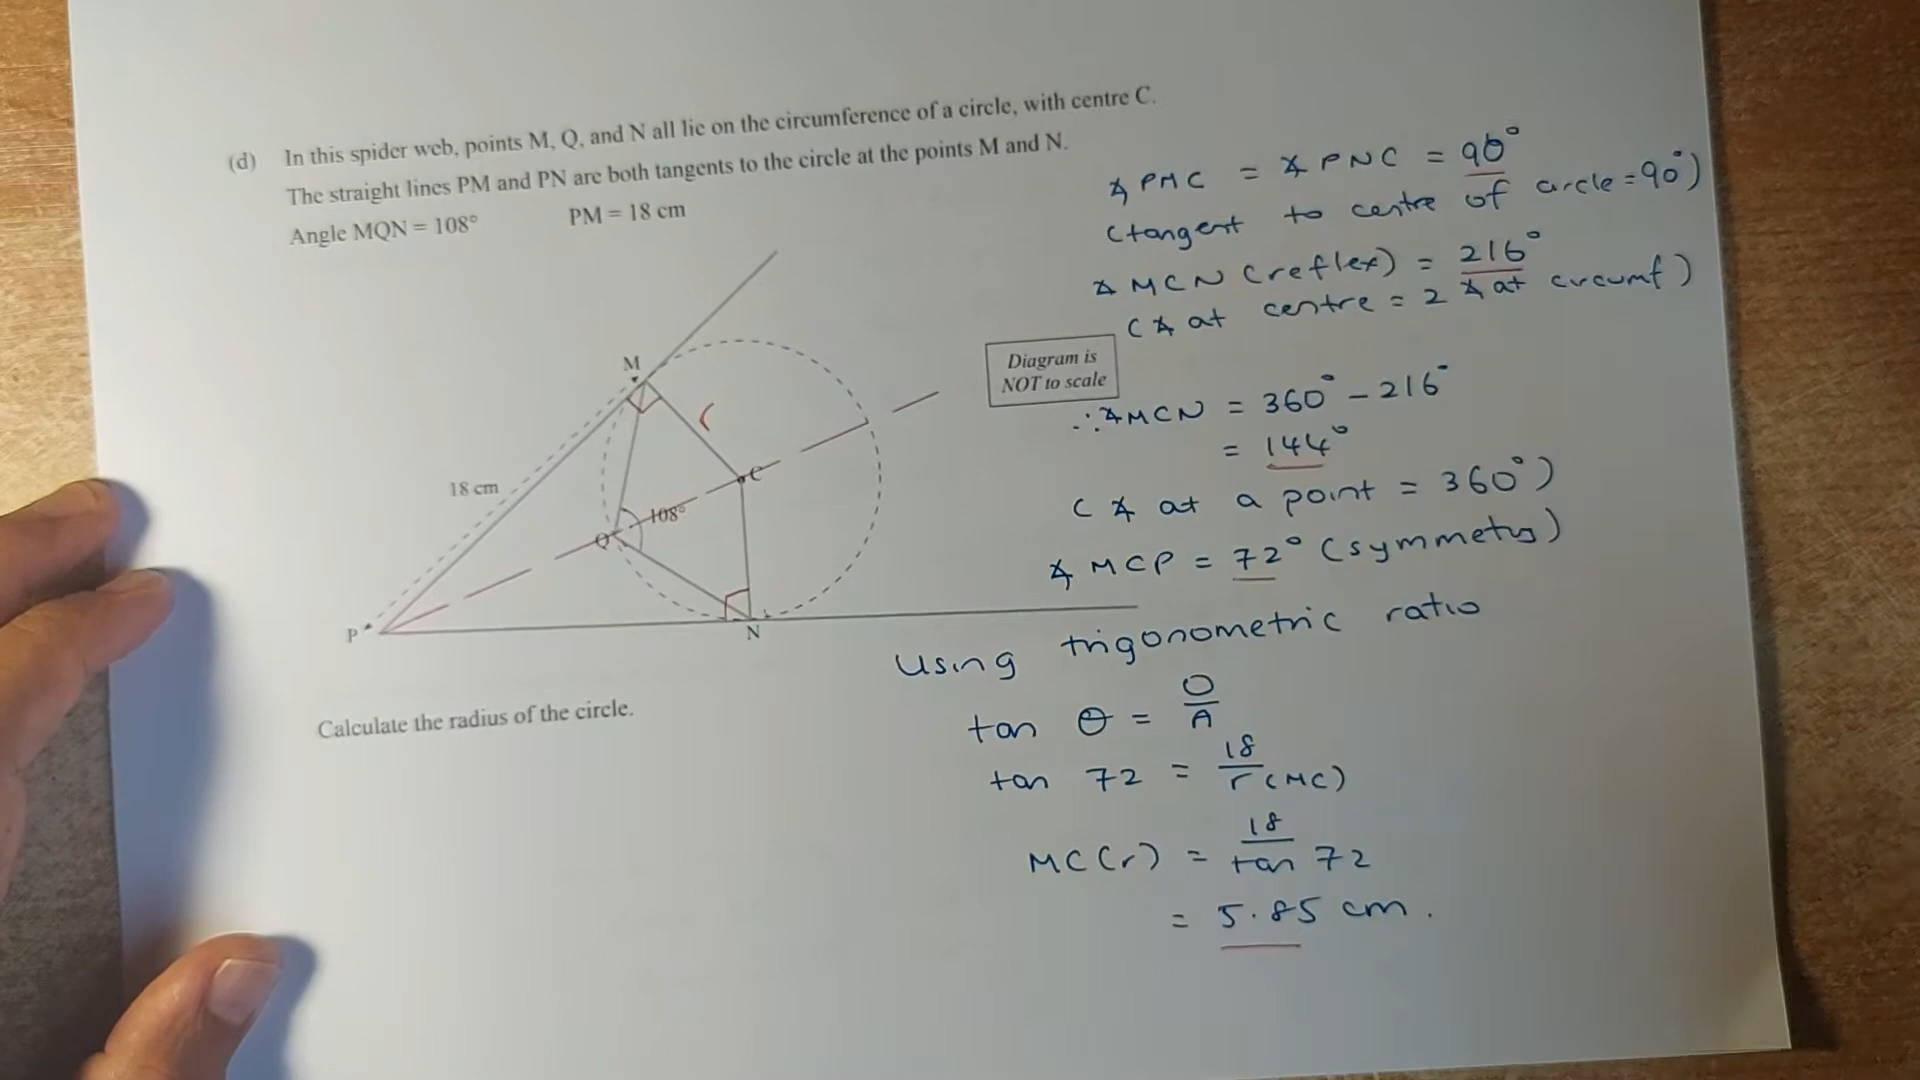 (d) In this spider web, points M, Q, and N all lie on the circumference of a circle, with centre C.
The straight lines PM and PN are both tangents to the circle at the points M and N.
Angle MQN = 108° PM = 18 cm
M
18 cm
C
Q
108°
P
N
Diagram is
NOT to scale
Calculate the radius of the circle.
∡ PMC = ∡ PNC = 90°
(tangent to centre of circle = 90°)
∡ MCN (reflex) = 216°
(∡ at centre = 2 ∡ at circumf)
∴ ∡MCN = 360° - 216°
= 144°
(∡ at a point = 360°)
∡ MCP = 72° (symmetry)
Using trigonometric ratio
tan θ = O/A
tan 72 = 18/r (MC)
MC(r) = 18/tan 72
= 5.85 cm.